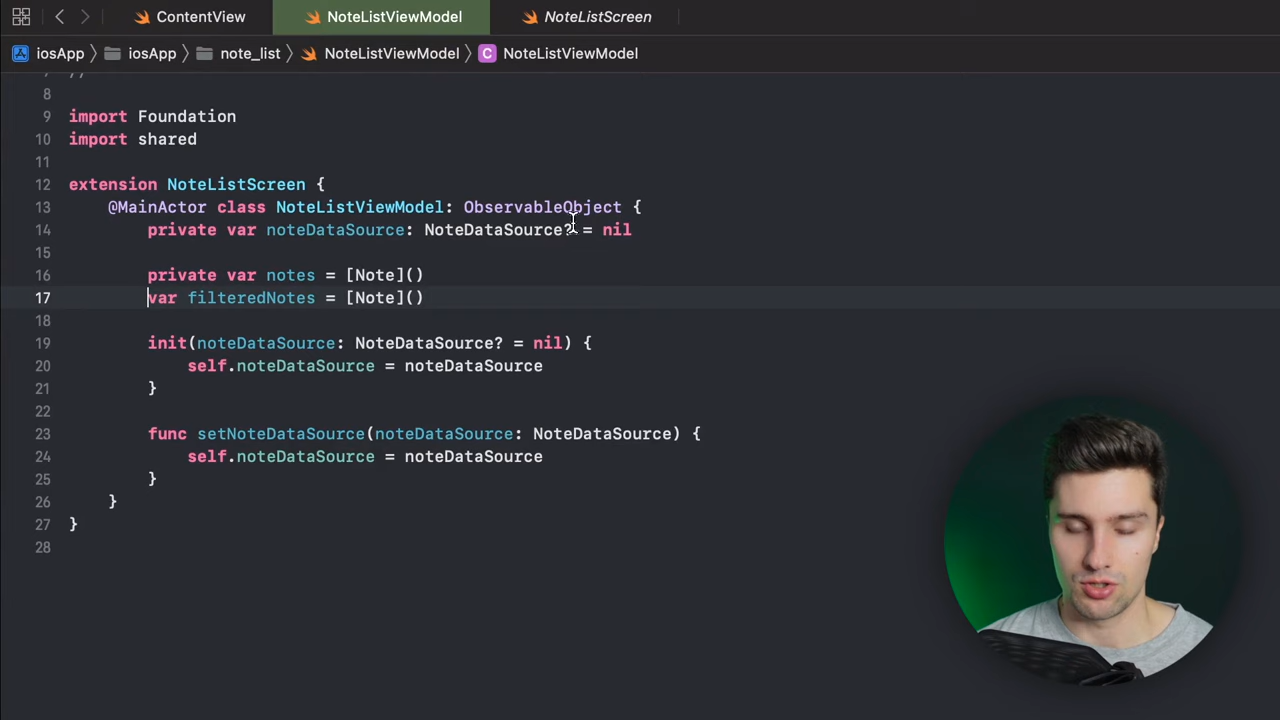 ContentView
NoteListViewModel
NoteListScreen
iosApp
iosApp
note_list
NoteListViewModel
C NoteListViewModel
8
9 import Foundation
10 import shared
11
12 extension NoteListScreen {
13 @MainActor class NoteListViewModel: ObservableObject {
14 private var noteDataSource: NoteDataSource? = nil
15
16 private var notes = [Note]()
17 var filteredNotes = [Note]()
18
19 init(noteDataSource: NoteDataSource? = nil) {
20 self.noteDataSource = noteDataSource
21 }
22
23 func setNoteDataSource(noteDataSource: NoteDataSource) {
24 self.noteDataSource = noteDataSource
25 }
26 }
27 }
28